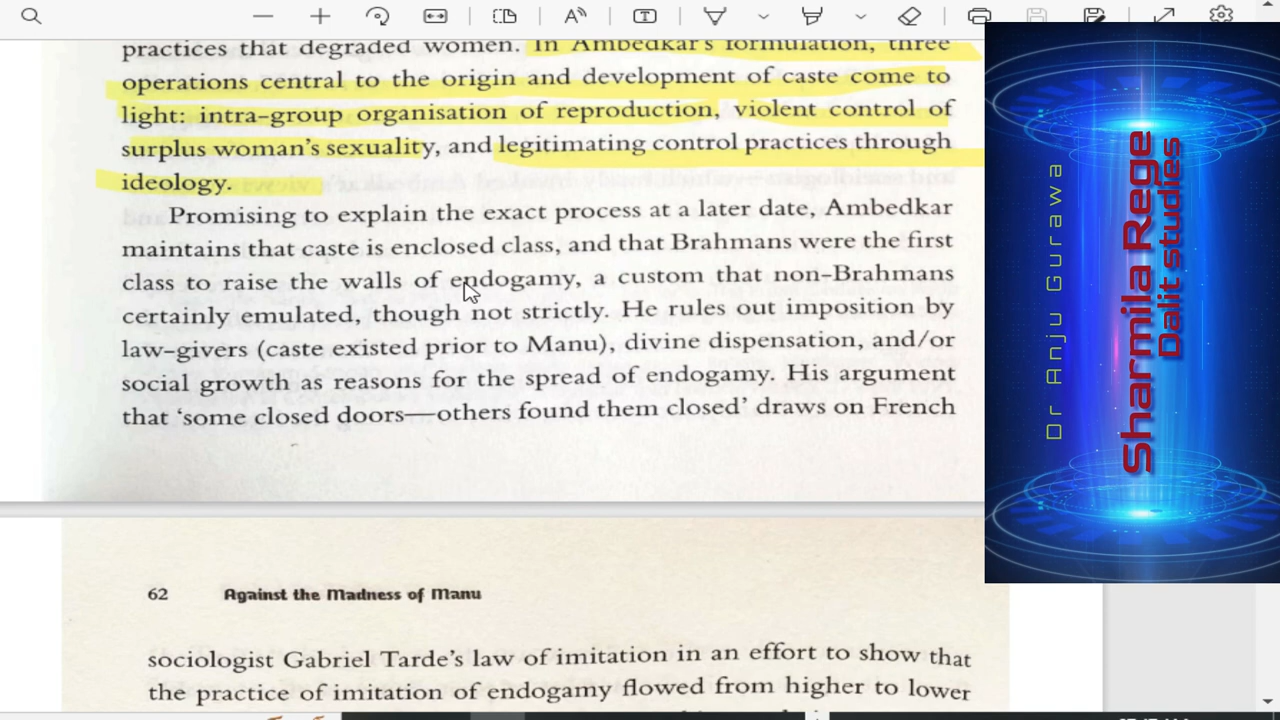 practices that degraded women. In Ambedkar's formulation, three
operations central to the origin and development of caste come to
light: intra-group organisation of reproduction, violent control of
surplus woman's sexuality, and legitimating control practices through
ideology.
Promising to explain the exact process at a later date, Ambedkar
maintains that caste is enclosed class, and that Brahmans were the first
class to raise the walls of endogamy, a custom that non-Brahmans
certainly emulated, though not strictly. He rules out imposition by
law-givers (caste existed prior to Manu), divine dispensation, and/or
social growth as reasons for the spread of endogamy. His argument
that 'some closed doors—others found them closed' draws on French
62 Against the Madness of Manu
sociologist Gabriel Tarde's law of imitation in an effort to show that
the practice of imitation of endogamy flowed from higher to lower
Dr Anju Gurawa
Sharmila Rege
Dalit studies